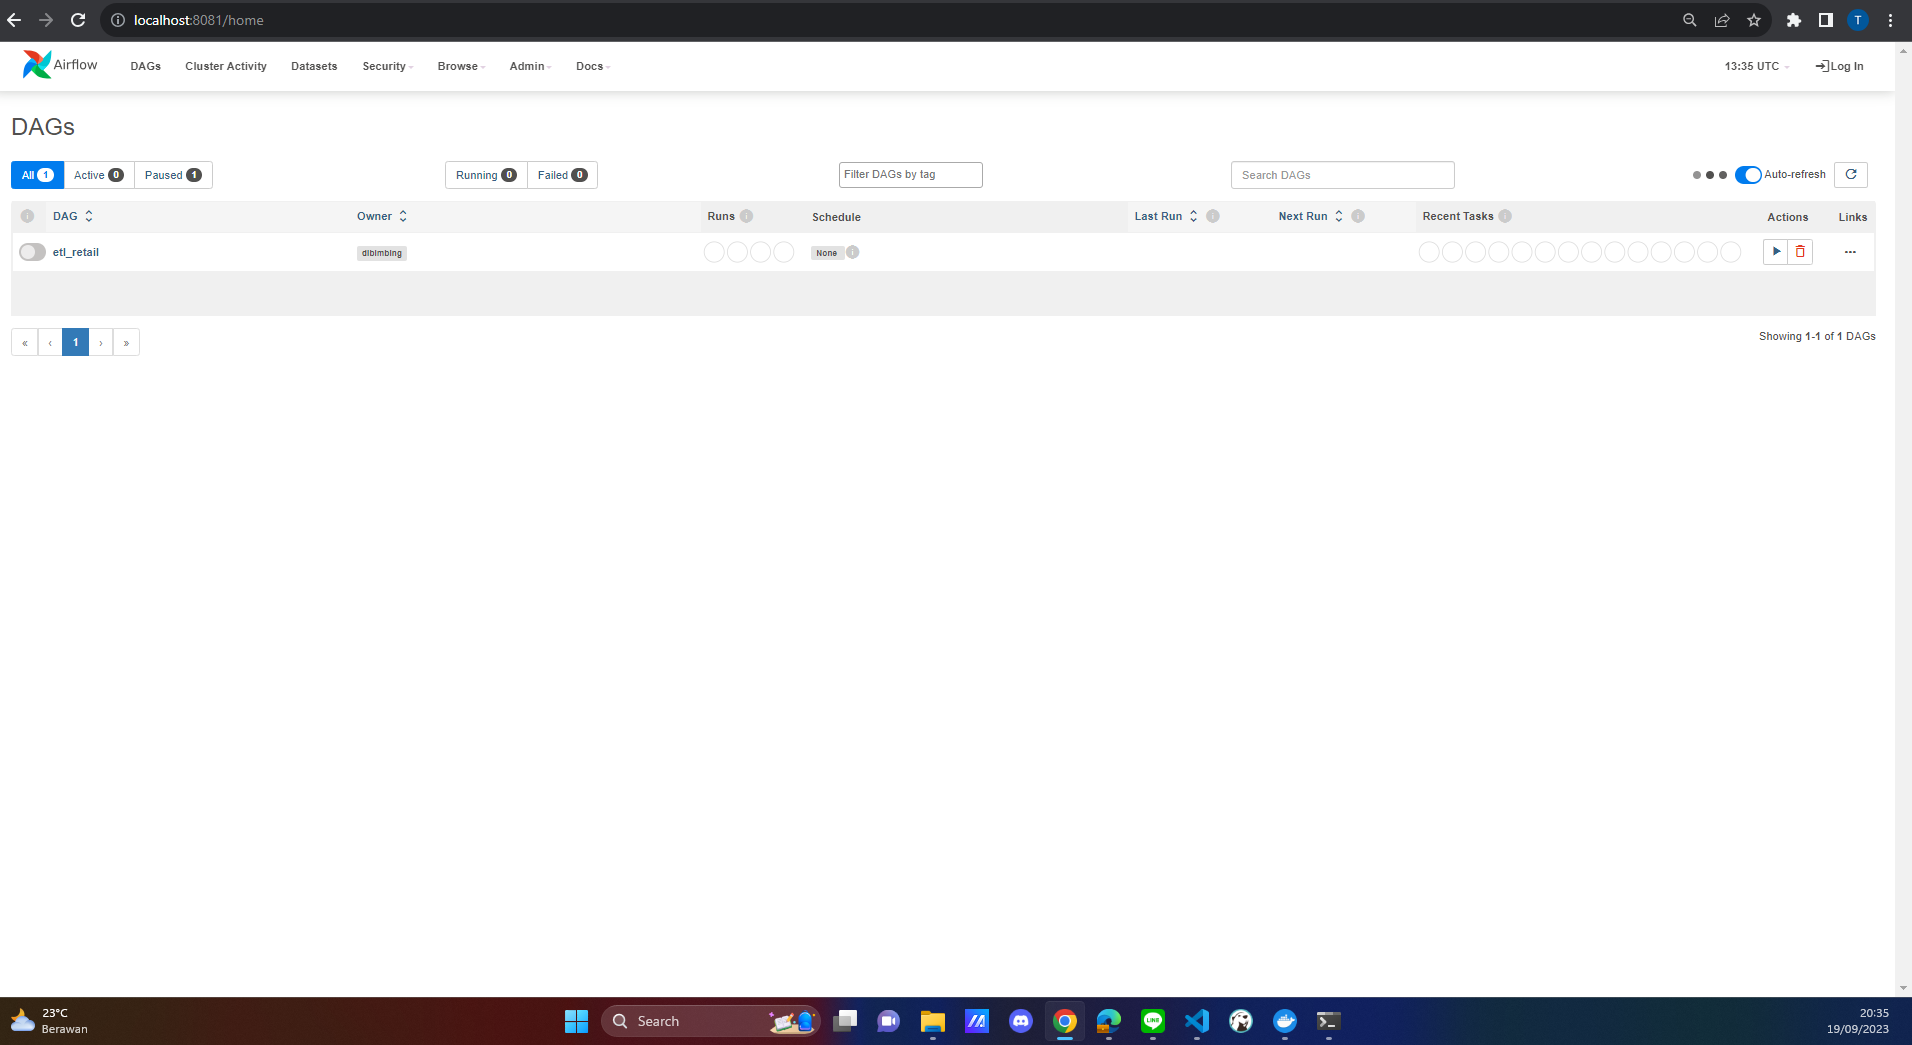 localhost:8081/home
Airflow DAGs Cluster Activity Datasets Security Browse Admin Docs 13:35 UTC Log In
DAGs
All 1 Active 0 Paused 1 Running 0 Failed 0 Filter DAGs by tag Search DAGs Auto-refresh
DAG Owner Runs Schedule Last Run Next Run Recent Tasks Actions Links
etl_retail dibimbing None
« ‹ 1 › » Showing 1-1 of 1 DAGs
T
23°C
Berawan
Search
LINE
20:35
19/09/2023